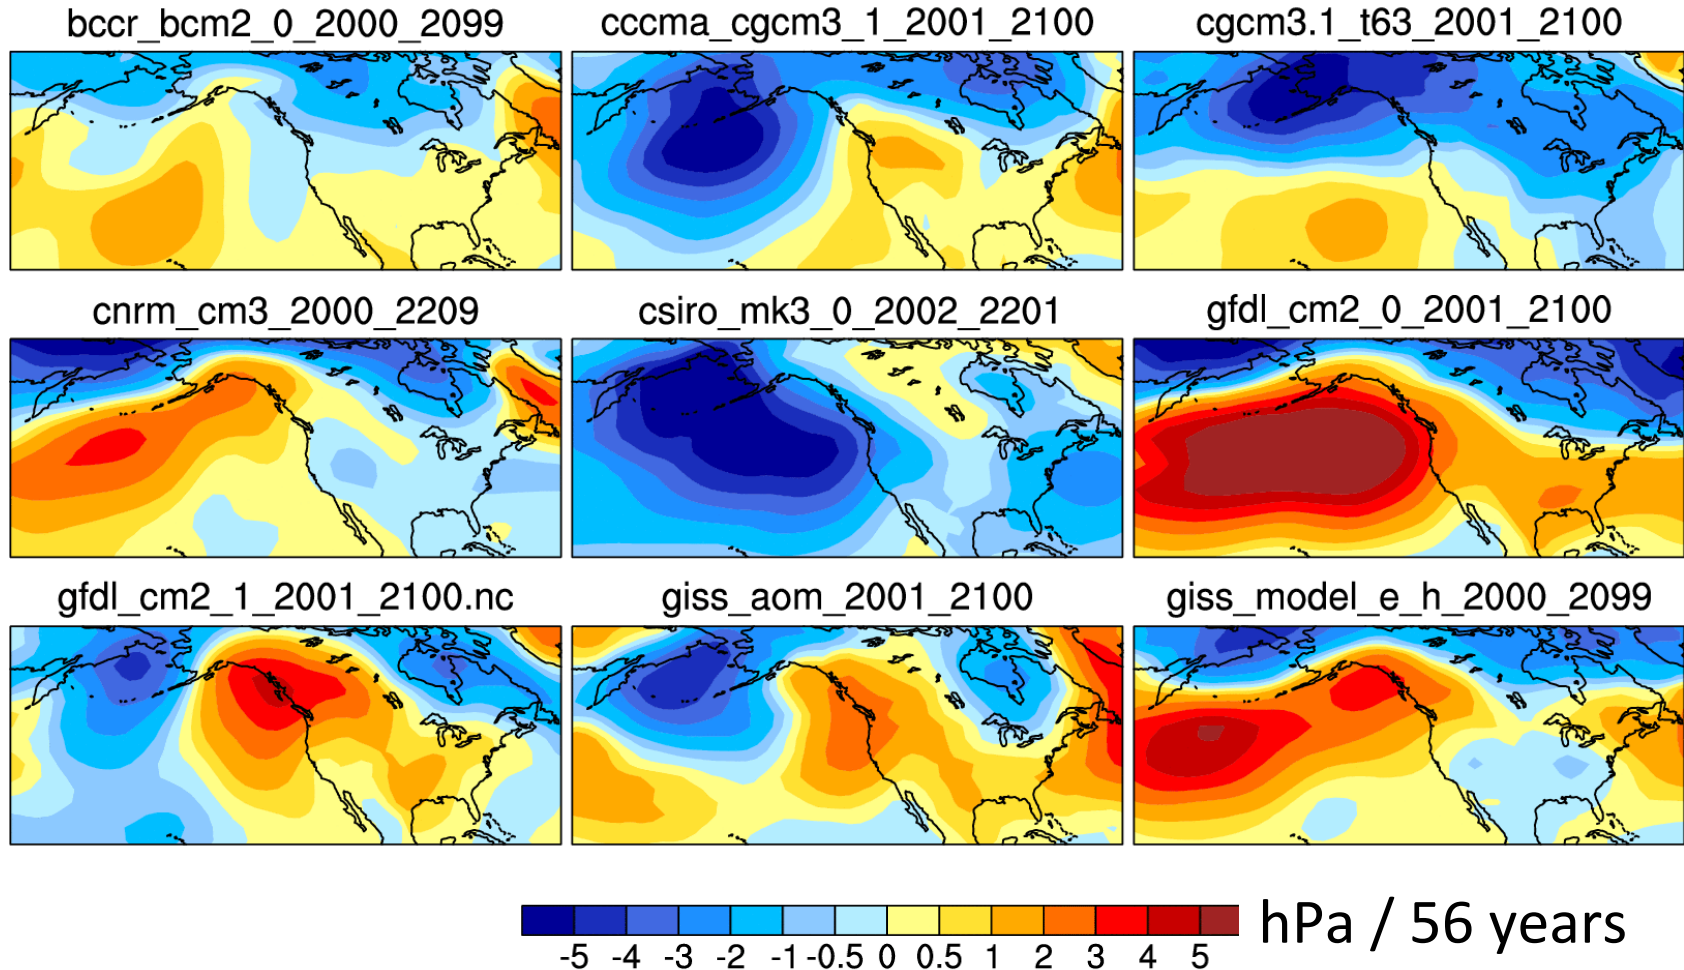 bccr_bcm2_0_2000_2099
cccma_cgcm3_1_2001_2100
cgcm3.1_t63_2001_2100
cnrm_cm3_2000_2209
csiro_mk3_0_2002_2201
gfdl_cm2_0_2001_2100
gfdl_cm2_1_2001_2100.nc
giss_aom_2001_2100
giss_model_e_h_2000_2099
hPa / 56 years
-5 -4 -3 -2 -1 -0.5 0 0.5 1 2 3 4 5